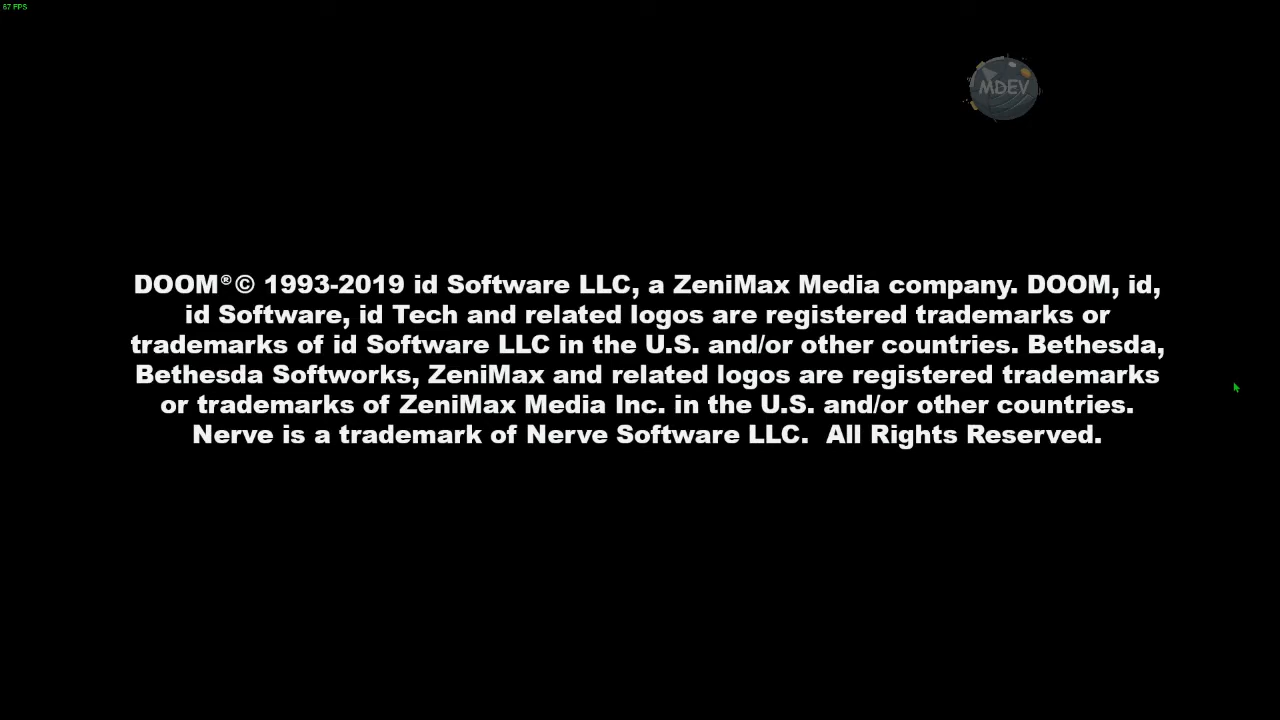 67 FPS
MDEV
DOOM®© 1993-2019 id Software LLC, a ZeniMax Media company. DOOM, id,
id Software, id Tech and related logos are registered trademarks or
trademarks of id Software LLC in the U.S. and/or other countries. Bethesda,
Bethesda Softworks, ZeniMax and related logos are registered trademarks
or trademarks of ZeniMax Media Inc. in the U.S. and/or other countries.
Nerve is a trademark of Nerve Software LLC.  All Rights Reserved.